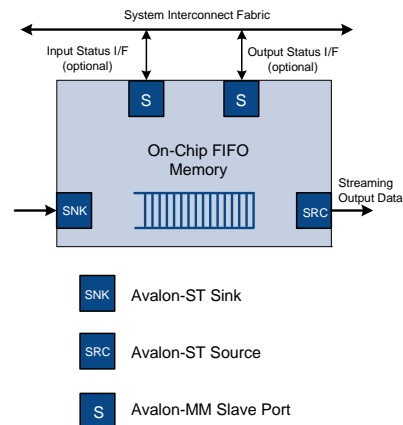 System Interconnect Fabric
Input Status I/F
(optional)
Output Status I/F
(optional)
S
S
On-Chip FIFO
Memory
SNK
SRC
Streaming
Output Data
SNK
Avalon-ST Sink
SRC
Avalon-ST Source
S
Avalon-MM Slave Port